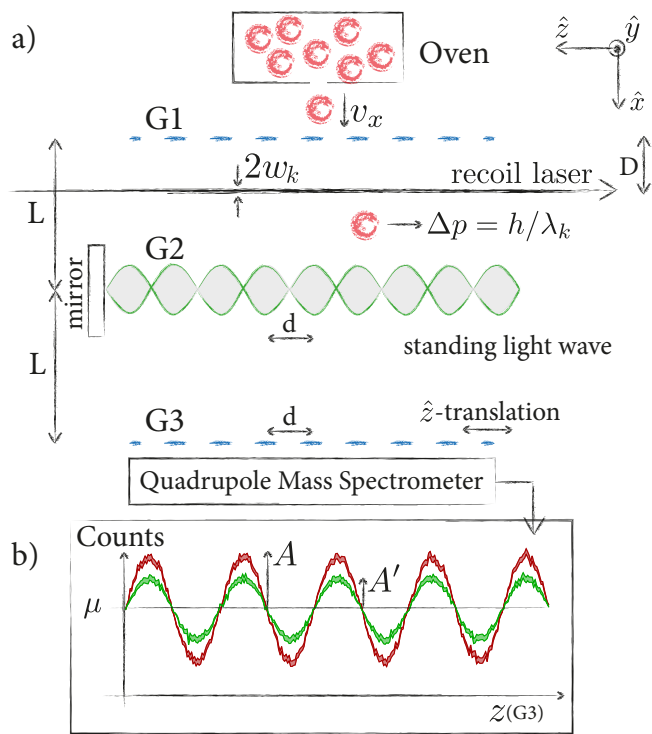 a)
Oven
ẑ ŷ
x̂
v_x
G1
D
2w_k
recoil laser
L
Δp = h/λ_k
G2
mirror
d
standing light wave
L
G3
d
ẑ-translation
Quadrupole Mass Spectrometer
b)
Counts
A
A′
μ
z(G3)